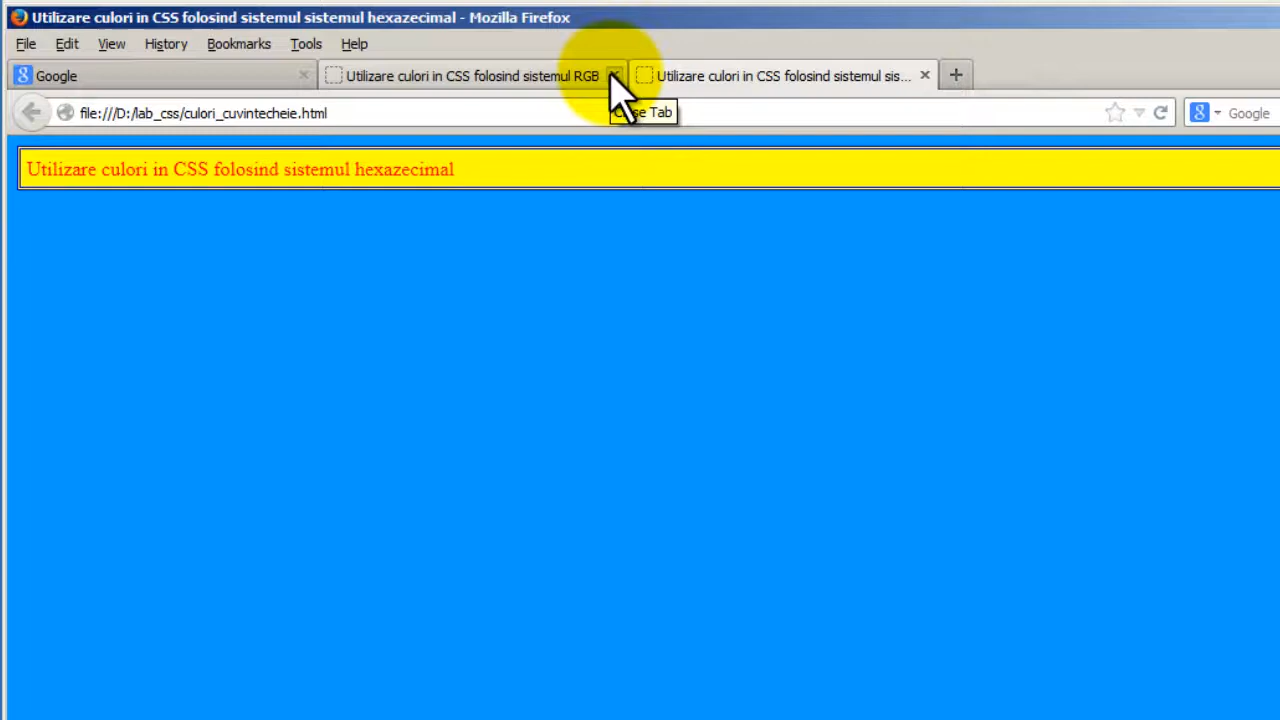 Utilizare culori in CSS folosind sistemul sistemul hexazecimal - Mozilla Firefox
File Edit View History Bookmarks Tools Help
8 Google
Utilizare culori in CSS folosind sistemul RGB
Utilizare culori in CSS folosind sistemul sis...
file:///D:/lab_css/culori_cuvintecheie.html
8 Google
Tab
Utilizare culori in CSS folosind sistemul hexazecimal